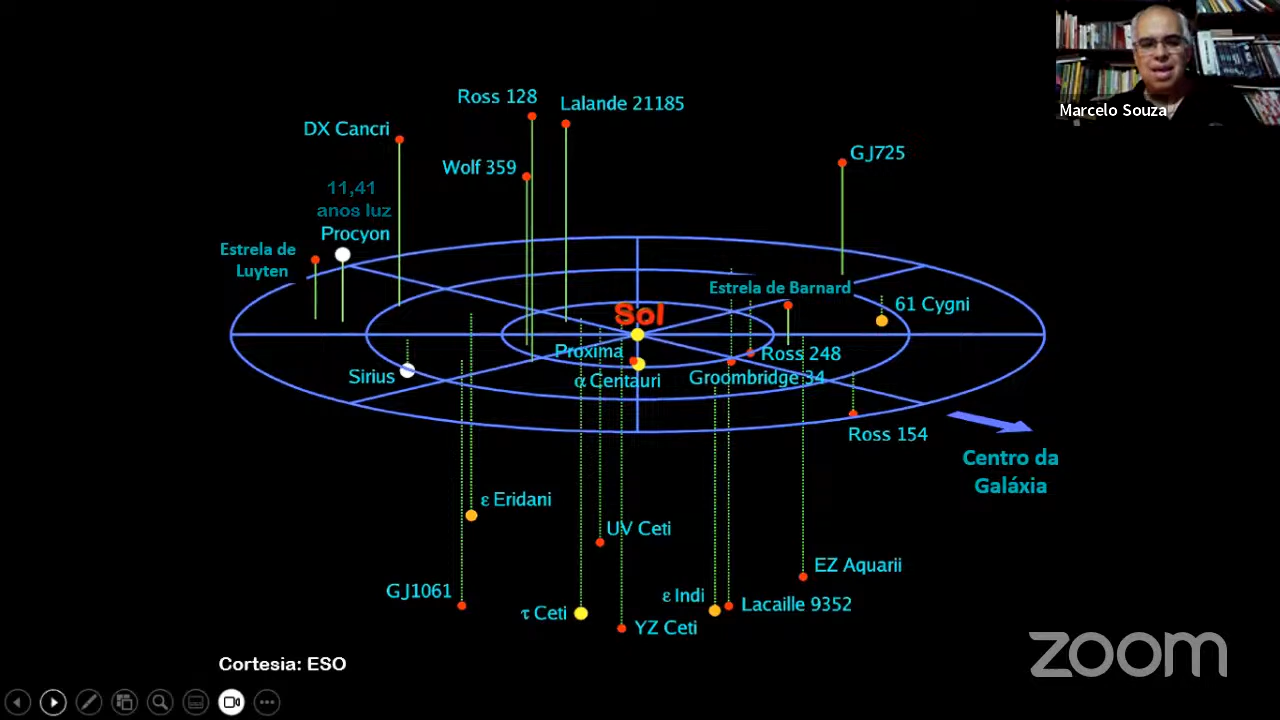 Marcelo Souza
Ross 128
Lalande 21185
DX Cancri
Wolf 359
GJ725
11,41
anos luz
Procyon
Estrela de
Luyten
Estrela de Barnard
61 Cygni
Sol
Proxima
Ross 248
Sirius
α Centauri
Groombridge 34
Ross 154
Centro da
Galáxia
ε Eridani
UV Ceti
EZ Aquarii
GJ1061
ε Indi
Lacaille 9352
τ Ceti
YZ Ceti
Cortesia: ESO
zoom